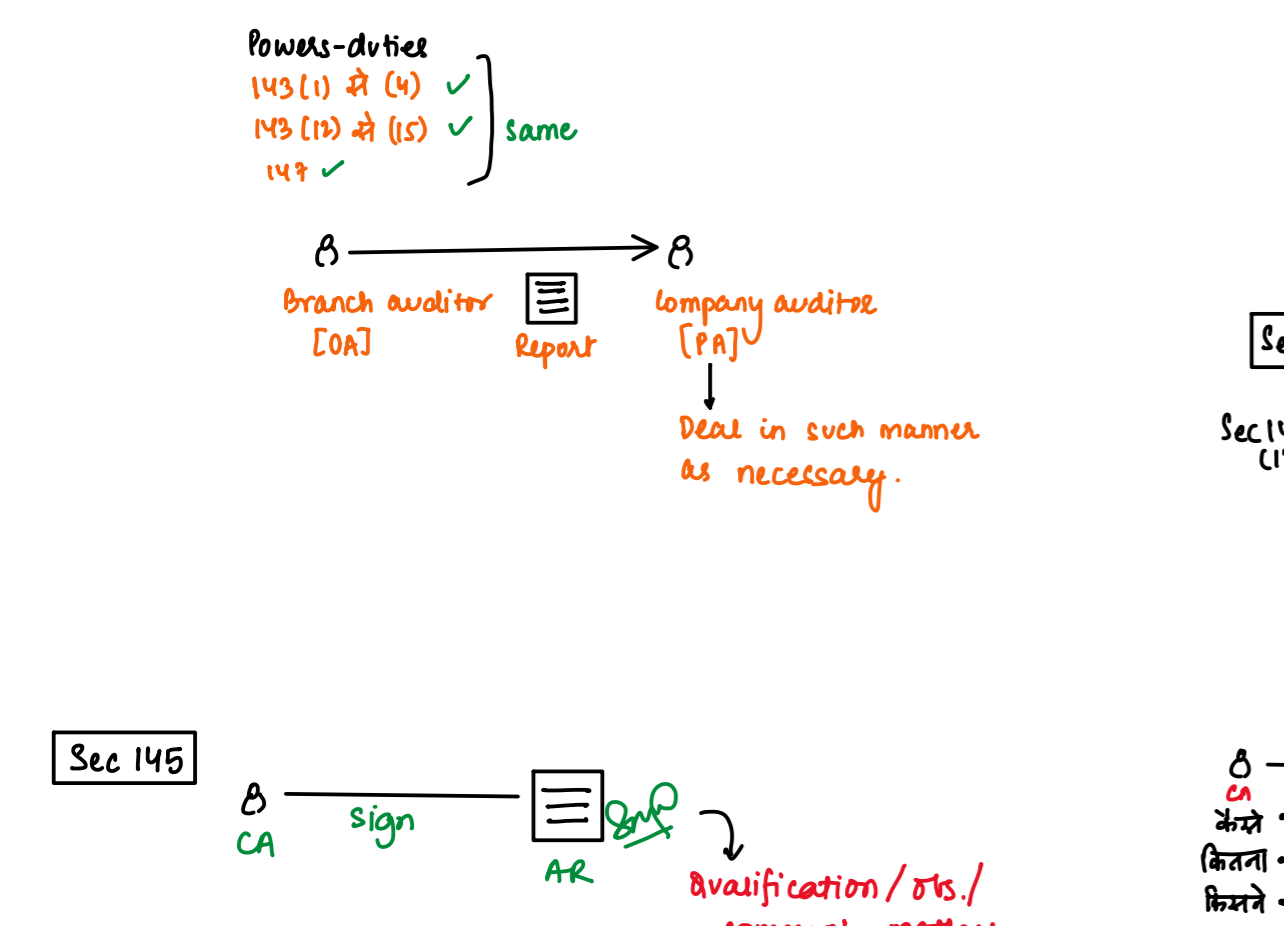 Powers-duties
143(1) से (4) ✓
143(12) से (15) ✓
same
147 ✓
Branch auditor
[OA]
Report
Company auditor
[PA]
Deal in such manner
as necessary.
Sec 145
CA
sign
AR
Qualification / obs./
CA
कैसे
कितना
किसने